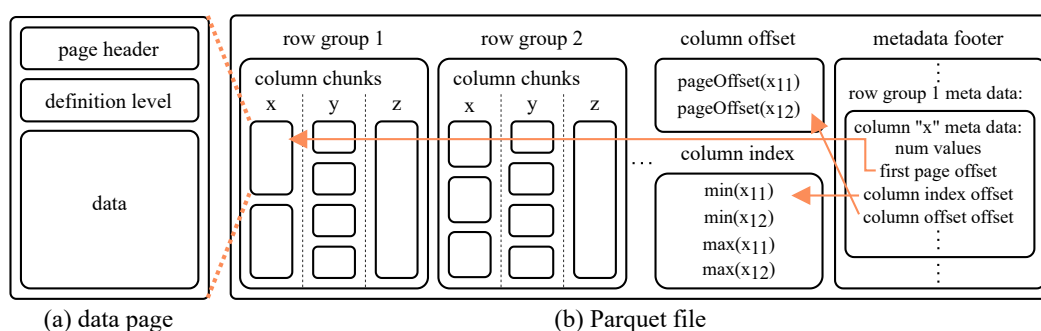 page header
definition level
data
(a) data page
row group 1
column chunks
x y z
row group 2
column chunks
x y z
...
column offset
pageOffset(x11)
pageOffset(x12)
column index
min(x11)
min(x12)
max(x11)
max(x12)
metadata footer
row group 1 meta data:
column "x" meta data:
num values
first page offset
column index offset
column offset offset
(b) Parquet file